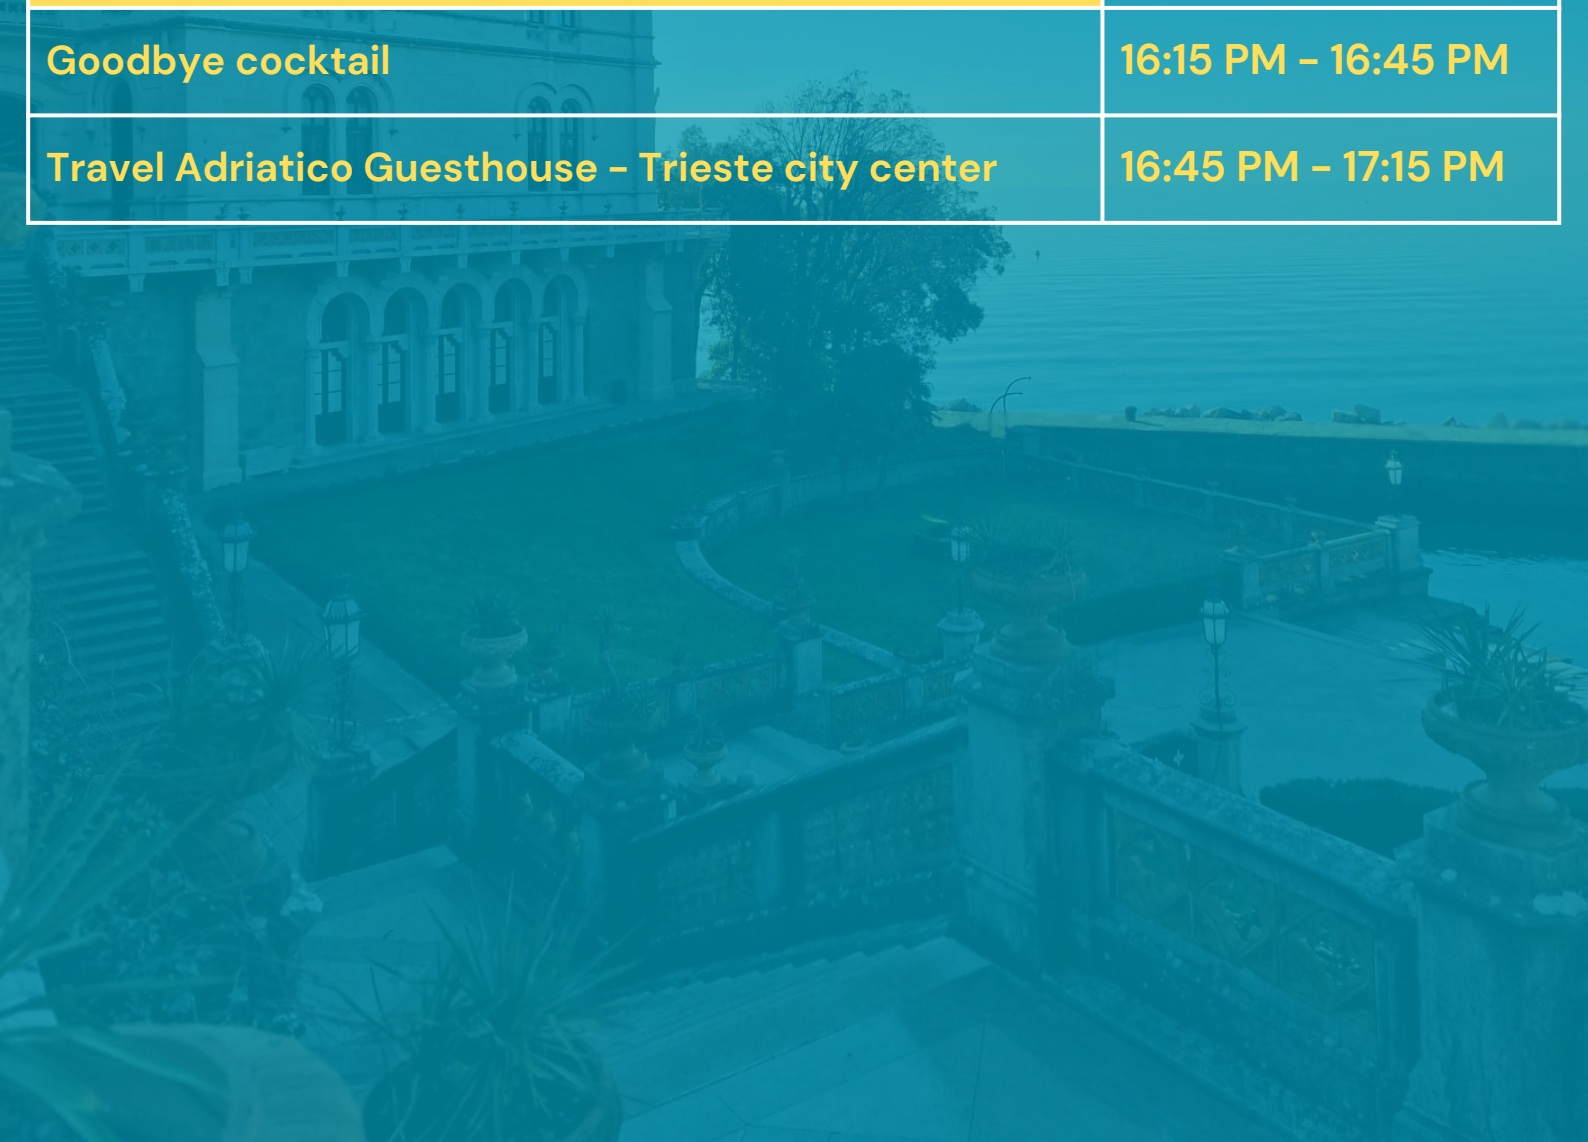 Goodbye cocktail 16:15 PM – 16:45 PM
Travel Adriatico Guesthouse – Trieste city center 16:45 PM – 17:15 PM